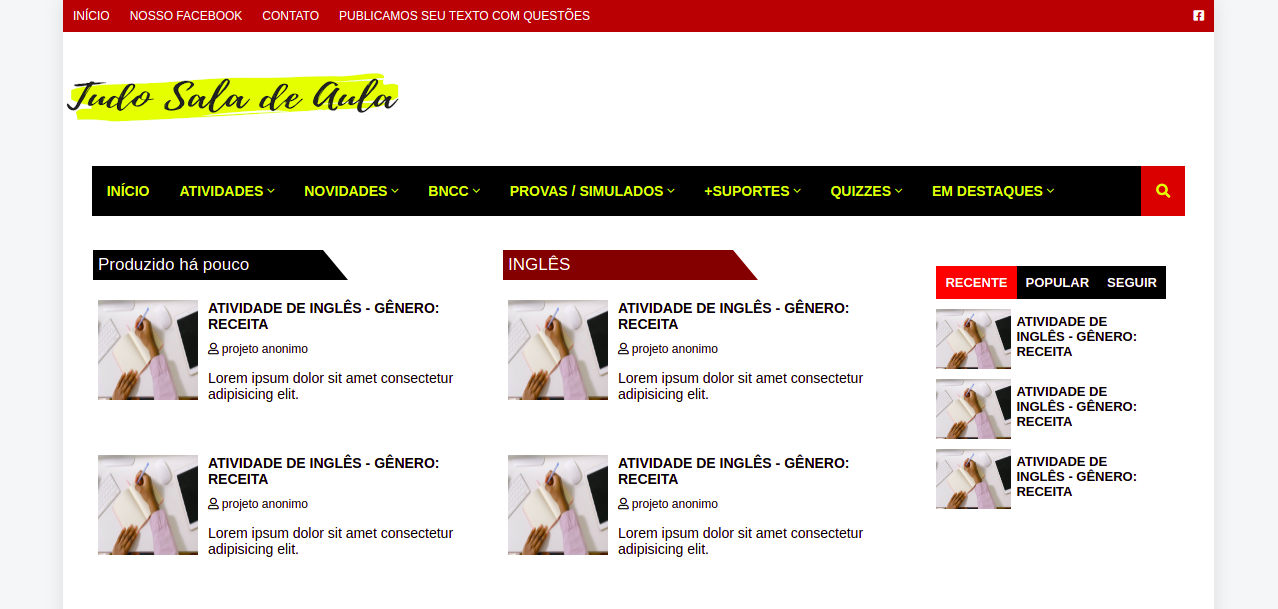 INÍCIO NOSSO FACEBOOK CONTATO PUBLICAMOS SEU TEXTO COM QUESTÕES
Tudo Sala de Aula
INÍCIO ATIVIDADES NOVIDADES BNCC PROVAS / SIMULADOS +SUPORTES QUIZZES EM DESTAQUES
Produzido há pouco
ATIVIDADE DE INGLÊS - GÊNERO:
RECEITA
projeto anonimo
Lorem ipsum dolor sit amet consectetur
adipisicing elit.
ATIVIDADE DE INGLÊS - GÊNERO:
RECEITA
projeto anonimo
Lorem ipsum dolor sit amet consectetur
adipisicing elit.
INGLÊS
ATIVIDADE DE INGLÊS - GÊNERO:
RECEITA
projeto anonimo
Lorem ipsum dolor sit amet consectetur
adipisicing elit.
ATIVIDADE DE INGLÊS - GÊNERO:
RECEITA
projeto anonimo
Lorem ipsum dolor sit amet consectetur
adipisicing elit.
RECENTE POPULAR SEGUIR
ATIVIDADE DE
INGLÊS - GÊNERO:
RECEITA
ATIVIDADE DE
INGLÊS - GÊNERO:
RECEITA
ATIVIDADE DE
INGLÊS - GÊNERO:
RECEITA